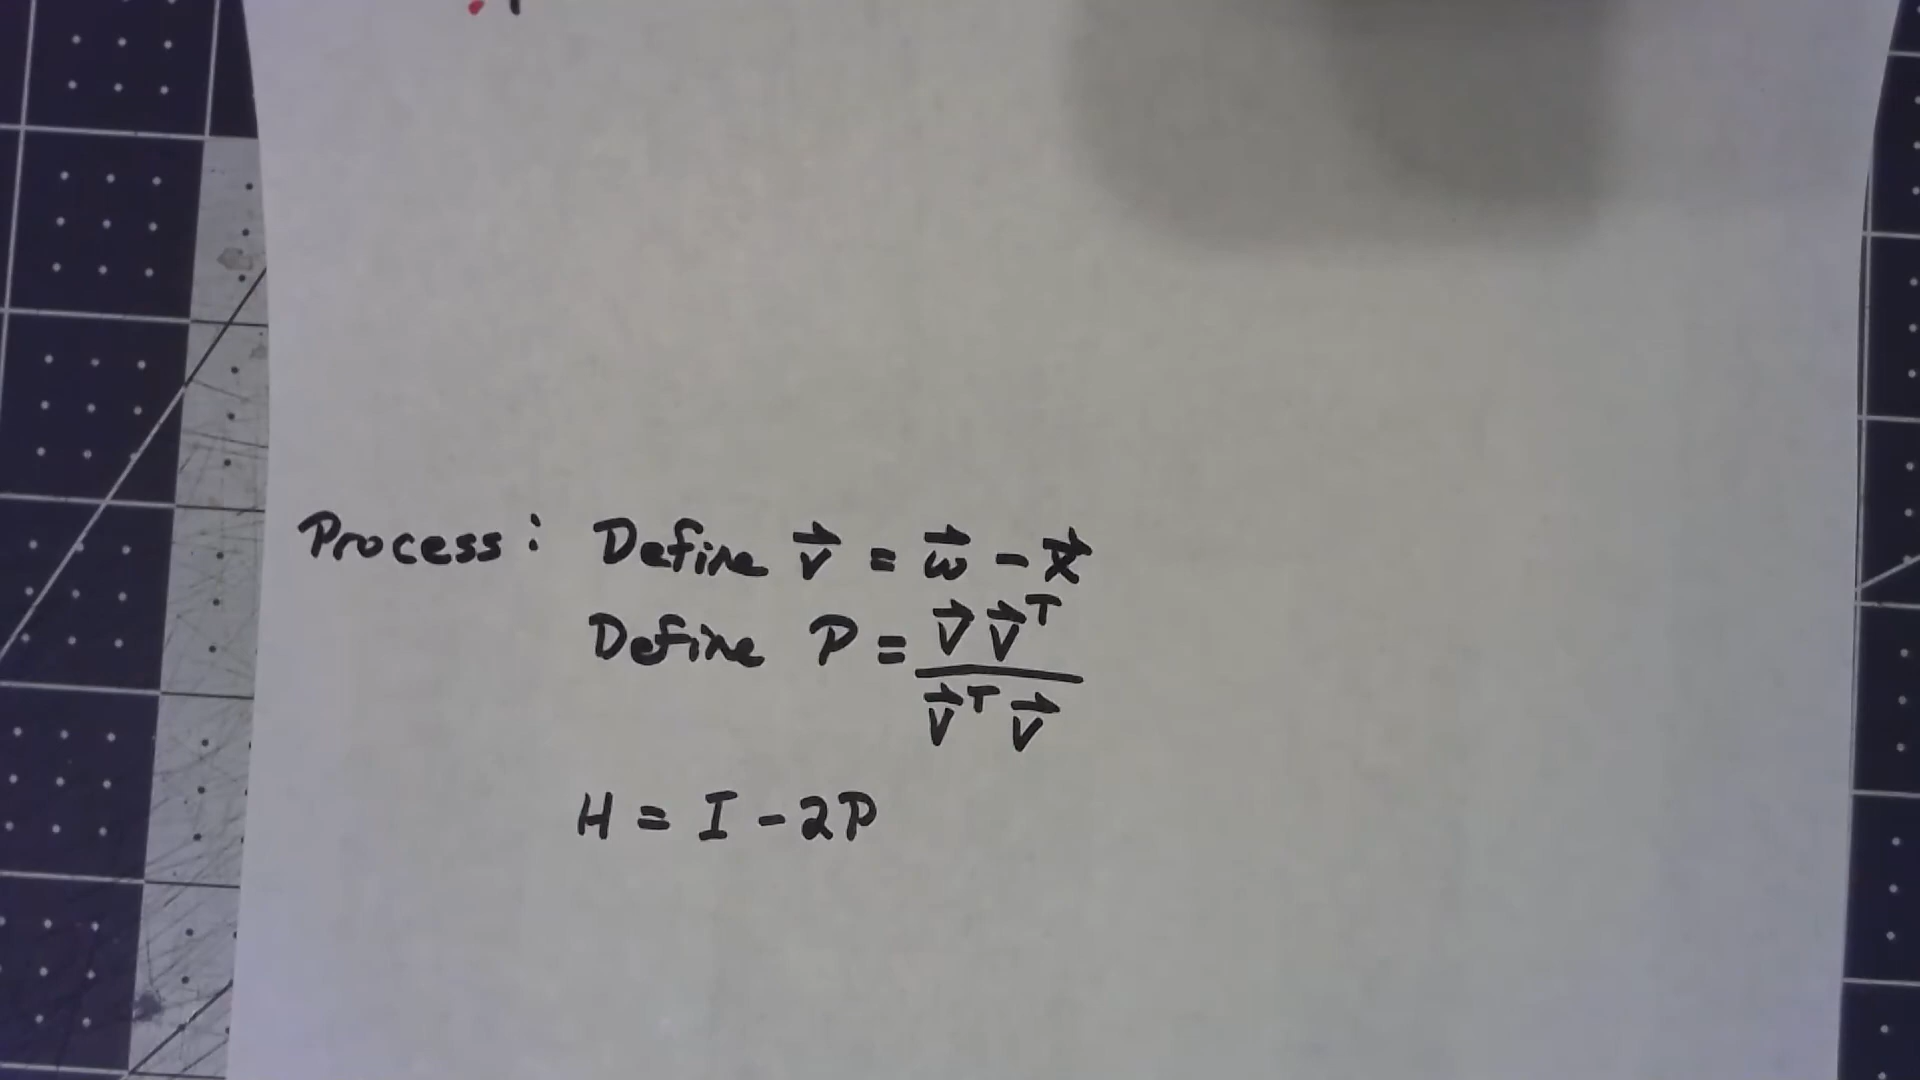 Process: Define v⃗ = w⃗ - x⃗
Define P = v⃗ v⃗ᵀ / v⃗ᵀ v⃗
H = I - 2P